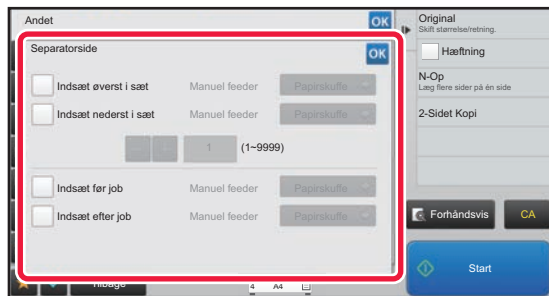 Andet
OK
Separatorside
OK
Indsæt øverst i sæt Manuel feeder Papirskuffe
Indsæt nederst i sæt Manuel feeder Papirskuffe
1 (1~9999)
Indsæt før job Manuel feeder Papirskuffe
Indsæt efter job Manuel feeder Papirskuffe
Tilbage
4 A4
Original
Skift størrelse/retning.
Hæftning
N-Op
Læg flere sider på én side
2-Sidet Kopi
Forhåndsvis
CA
Start